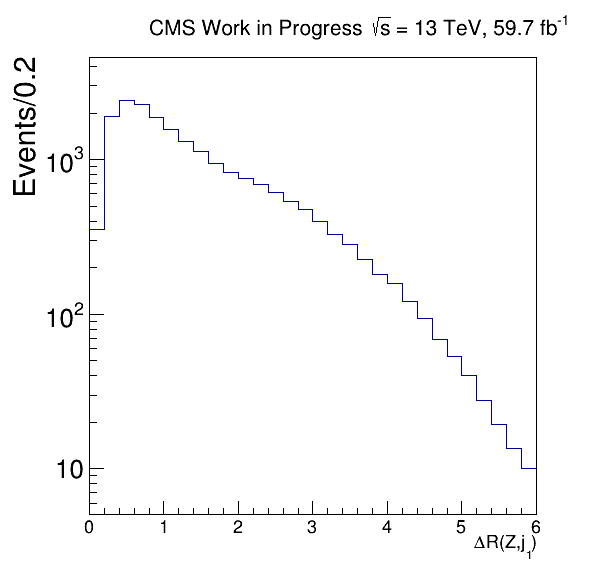 CMS Work in Progress √s = 13 TeV, 59.7 fb⁻¹
Events/0.2
10³
10²
10
0 1 2 3 4 5 6
ΔR(Z,j₁)